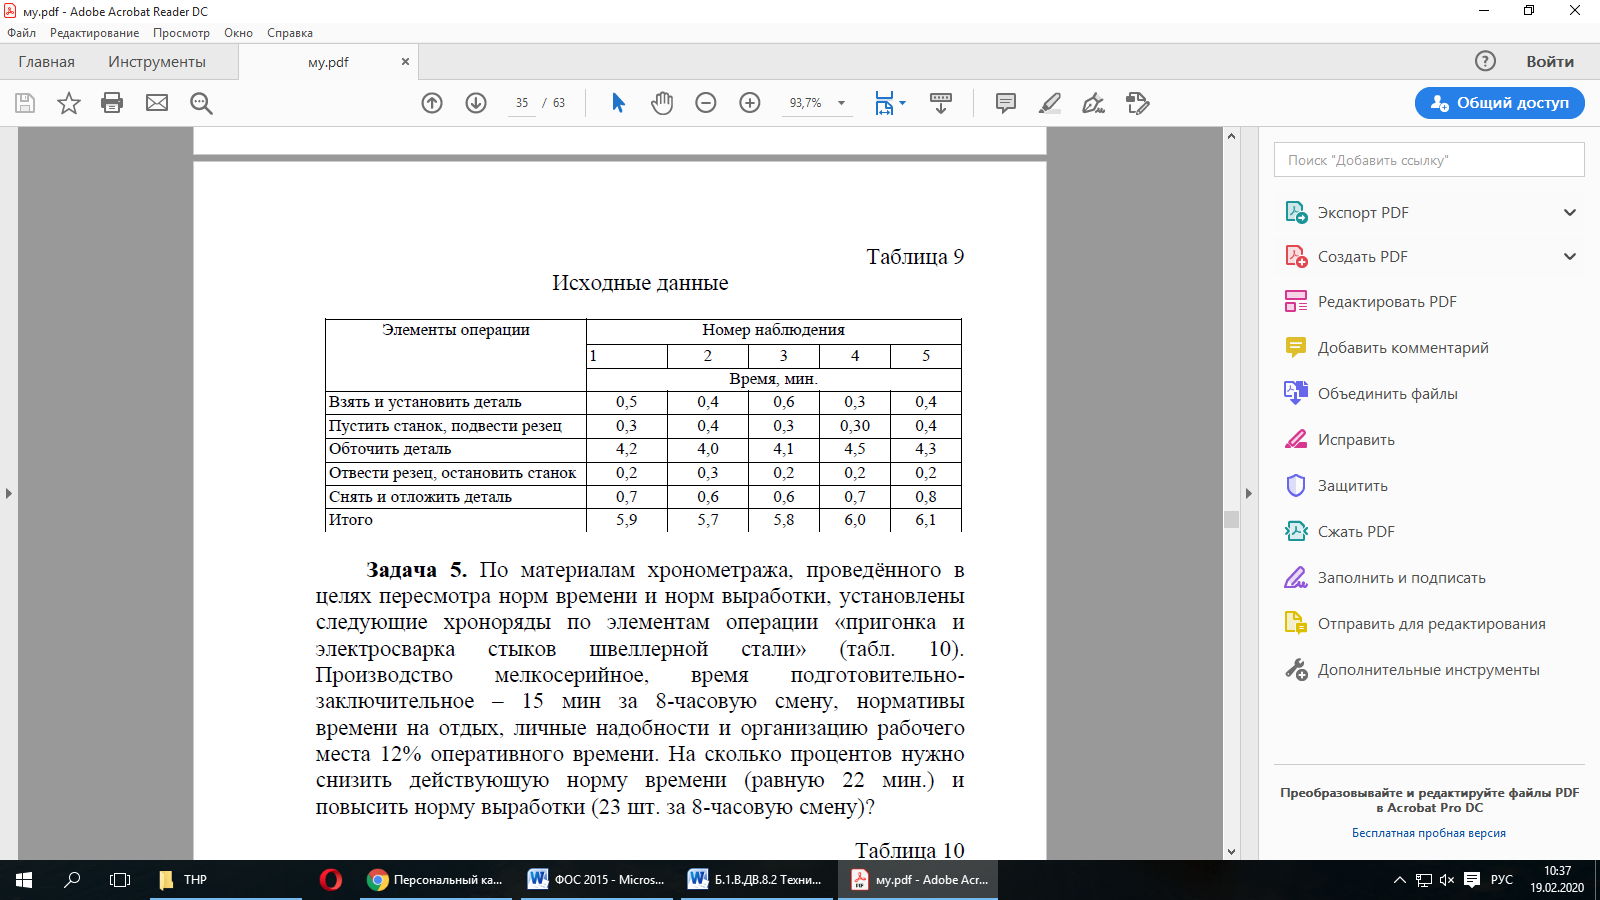 му.pdf - Adobe Acrobat Reader DC
Файл Редактирование Просмотр Окно Справка
Главная Инструменты му.pdf × Войти
35 / 63 93,7% Общий доступ
Таблица 9
Исходные данные
Элементы операции Номер наблюдения
1 2 3 4 5
Время, мин.
Взять и установить деталь 0,5 0,4 0,6 0,3 0,4
Пустить станок, подвести резец 0,3 0,4 0,3 0,30 0,4
Обточить деталь 4,2 4,0 4,1 4,5 4,3
Отвести резец, остановить станок 0,2 0,3 0,2 0,2 0,2
Снять и отложить деталь 0,7 0,6 0,6 0,7 0,8
Итого 5,9 5,7 5,8 6,0 6,1
Задача 5. По материалам хронометража, проведённого в
целях пересмотра норм времени и норм выработки, установлены
следующие хроноряды по элементам операции «пригонка и
электросварка стыков швеллерной стали» (табл. 10).
Производство мелкосерийное, время подготовительно-
заключительное – 15 мин за 8-часовую смену, нормативы
времени на отдых, личные надобности и организацию рабочего
места 12% оперативного времени. На сколько процентов нужно
снизить действующую норму времени (равную 22 мин.) и
повысить норму выработки (23 шт. за 8-часовую смену)?
Таблица 10
Поиск "Добавить ссылку"
Экспорт PDF
Создать PDF
Редактировать PDF
Добавить комментарий
Объединить файлы
Исправить
Защитить
Сжать PDF
Заполнить и подписать
Отправить для редактирования
Дополнительные инструменты
Преобразовывайте и редактируйте файлы PDF
в Acrobat Pro DC
Бесплатная пробная версия
ТНР
Персональный ка...
ФОС 2015 - Micros...
Б.1.В.ДВ.8.2 Техни...
му.pdf - Adobe Acr...
РУС
10:37
19.02.2020